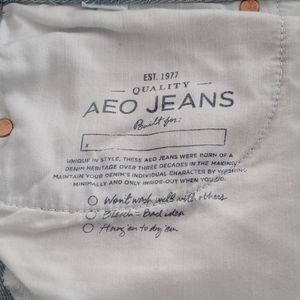 EST. 1977
QUALITY
AEO JEANS
Built for:
x
UNIQUE IN STYLE, THESE AEO JEANS WERE BORN OF A
DENIM HERITAGE OVER THREE DECADES IN THE MAKING.
MAINTAIN YOUR DENIM'S INDIVIDUAL CHARACTER BY WASHING
MINIMALLY AND ONLY INSIDE-OUT WHEN YOU DO.
Won't wash well with others
Bleach = Bad idea
Hang'em to dry'em